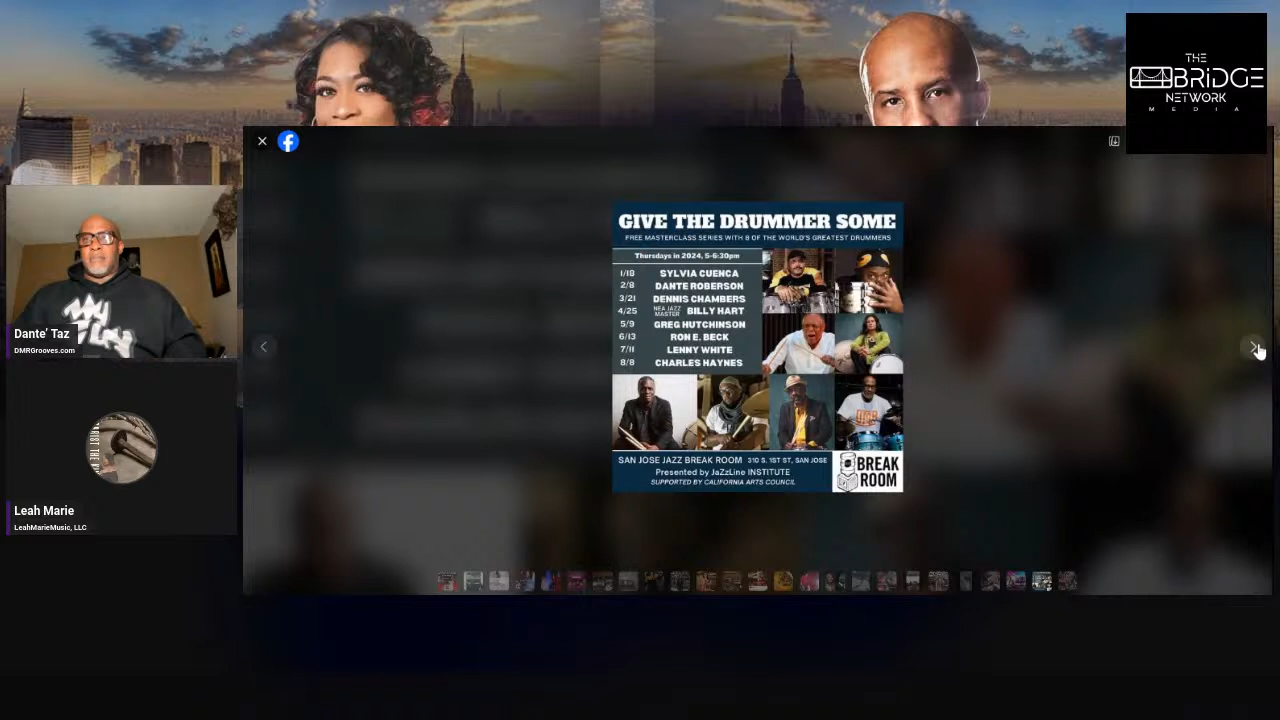 THE
BRIDGE
NETWORK
MEDIA
GIVE THE DRUMMER SOME
FREE MASTERCLASS SERIES WITH 8 OF THE WORLD'S GREATEST DRUMMERS
Thursdays in 2024, 5-6:30pm
1/18 SYLVIA CUENCA
2/8 DANTE ROBERSON
3/21 DENNIS CHAMBERS
4/25 NEA JAZZ MASTER BILLY HART
5/9 GREG HUTCHINSON
6/13 RON E. BECK
7/11 LENNY WHITE
8/8 CHARLES HAYNES
SAN JOSE JAZZ BREAK ROOM 310 S. 1ST ST, SAN JOSE
Presented by JaZzLine INSTITUTE
SUPPORTED BY CALIFORNIA ARTS COUNCIL
BREAK
ROOM
Dante' Taz
DMRGrooves.com
Leah Marie
LeahMarieMusic, LLC